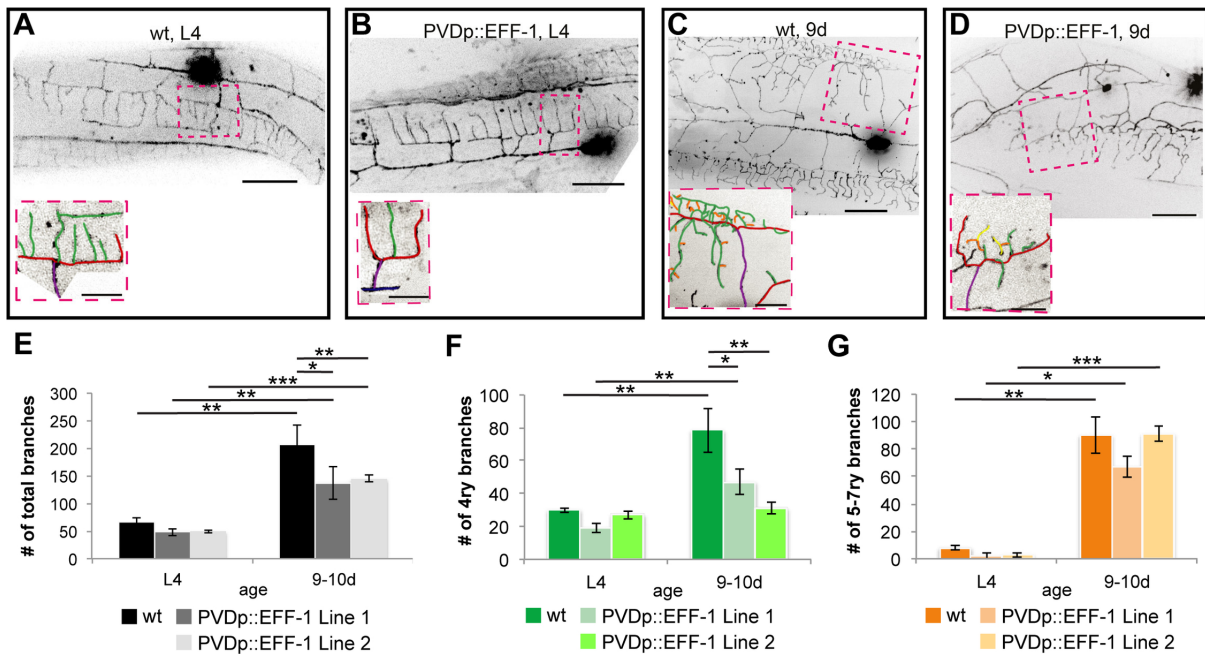 A
wt, L4
B
PVDp::EFF-1, L4
C
wt, 9d
D
PVDp::EFF-1, 9d
E
# of total branches
300
250
200
150
100
50
0
**
**
***
*
**
L4
age
9-10d
wt
PVDp::EFF-1 Line 1
PVDp::EFF-1 Line 2
F
# of 4ry branches
100
80
60
40
20
0
**
**
*
**
L4
age
9-10d
wt
PVDp::EFF-1 Line 1
PVDp::EFF-1 Line 2
G
# of 5-7ry branches
120
100
80
60
40
20
0
**
*
***
L4
age
9-10d
wt
PVDp::EFF-1 Line 1
PVDp::EFF-1 Line 2